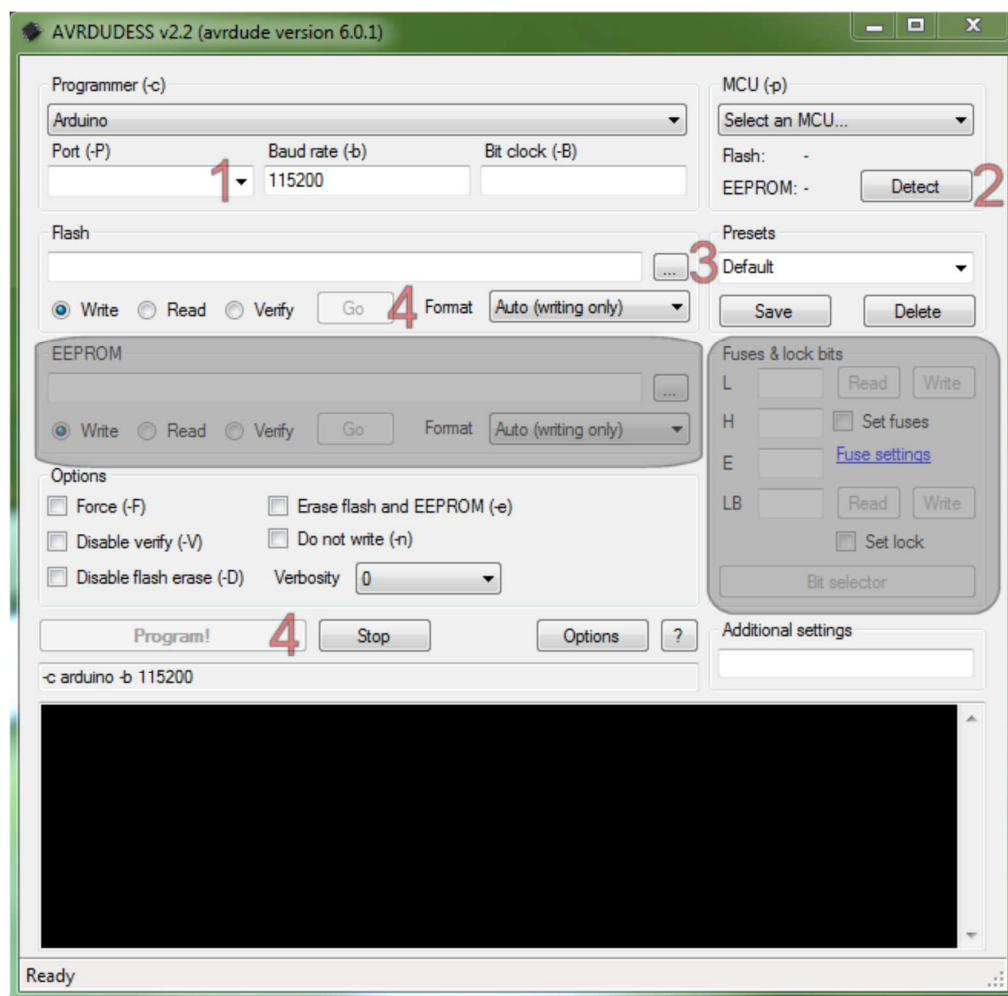 AVRDUDESS v2.2 (avrdude version 6.0.1)
Programmer (-c)
Arduino
Port (-P) Baud rate (-b) Bit clock (-B)
1 115200
MCU (-p)
Select an MCU...
Flash: -
EEPROM: - Detect 2
Flash
... 3
Write Read Verify Go 4 Format Auto (writing only)
Presets
Default
Save Delete
EEPROM
...
Write Read Verify Go Format Auto (writing only)
Fuses & lock bits
L Read Write
H Set fuses
E Fuse settings
LB Read Write
Set lock
Bit selector
Options
Force (-F) Erase flash and EEPROM (-e)
Disable verify (-V) Do not write (-n)
Disable flash erase (-D) Verbosity 0
Program! 4 Stop Options ?
Additional settings
-c arduino -b 115200
Ready